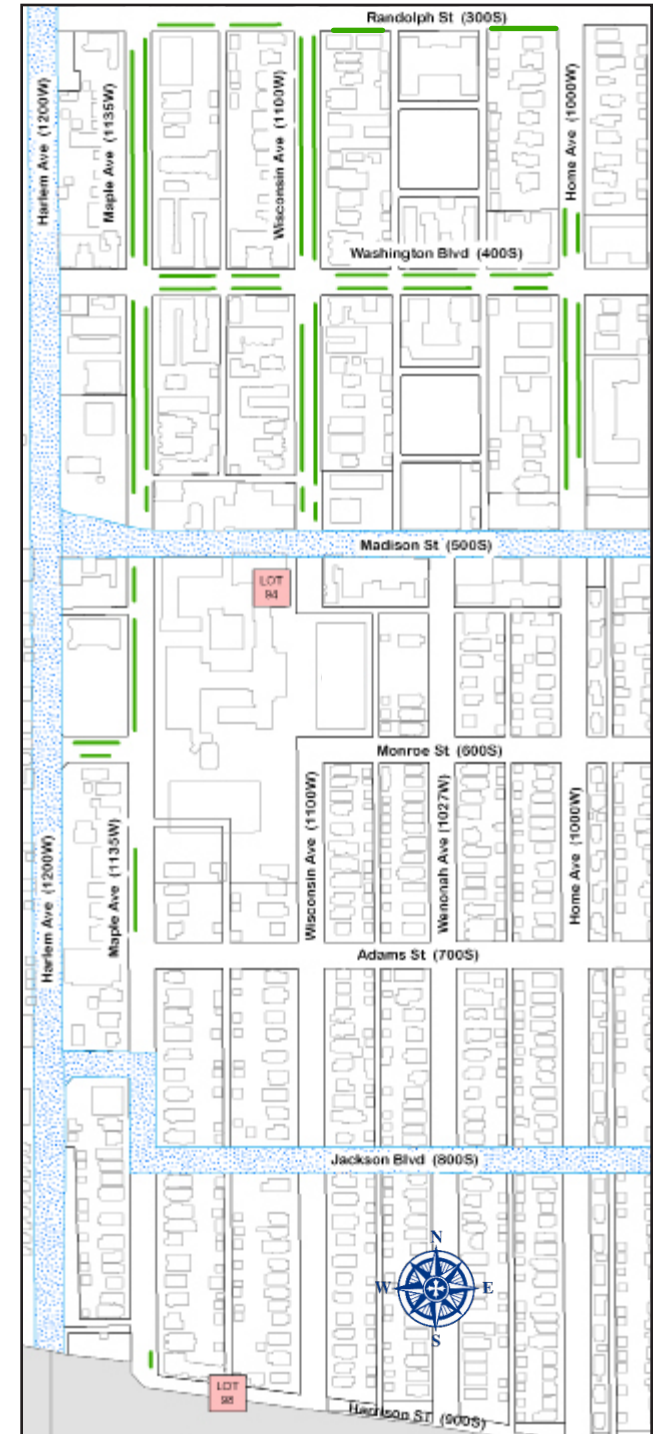 Randolph St (300S)
Harlem Ave (1200W)
Maple Ave (1135W)
Wisconsin Ave (1100W)
Home Ave (1000W)
Washington Blvd (400S)
Madison St (500S)
LOT
94
Monroe St (600S)
Harlem Ave (1200W)
Maple Ave (1135W)
Wisconsin Ave (1100W)
Wenonah Ave (1027W)
Home Ave (1000W)
Adams St (700S)
Jackson Blvd (800S)
N
W
E
S
LOT
98
Harrison ST (900S)